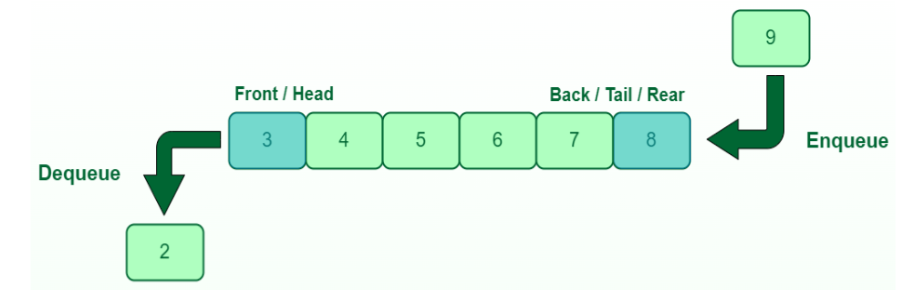 9
Front / Head
Back / Tail / Rear
3 4 5 6 7 8
Enqueue
Dequeue
2